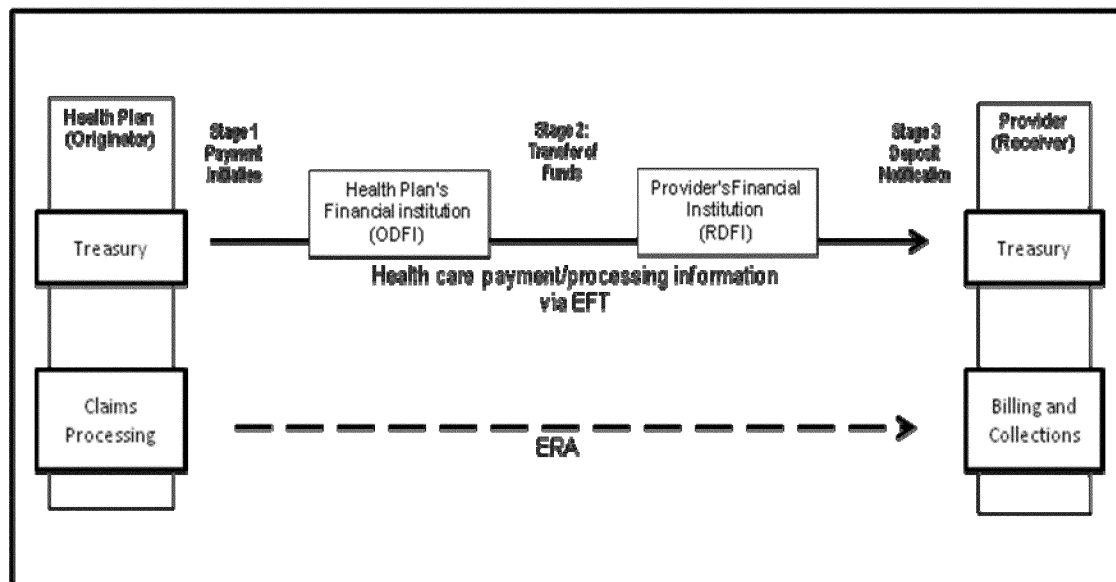 Health Plan
(Originator)
Stage 1
Payment
Initiation
Stage 2:
Transfer of
Funds
Stage 3
Deposit
Notification
Provider
(Receiver)
Health Plan's
Financial institution
(ODFI)
Provider's Financial
Institution
(RDFI)
Treasury
Treasury
Health care payment/processing information
via EFT
Claims
Processing
ERA
Billing and
Collections